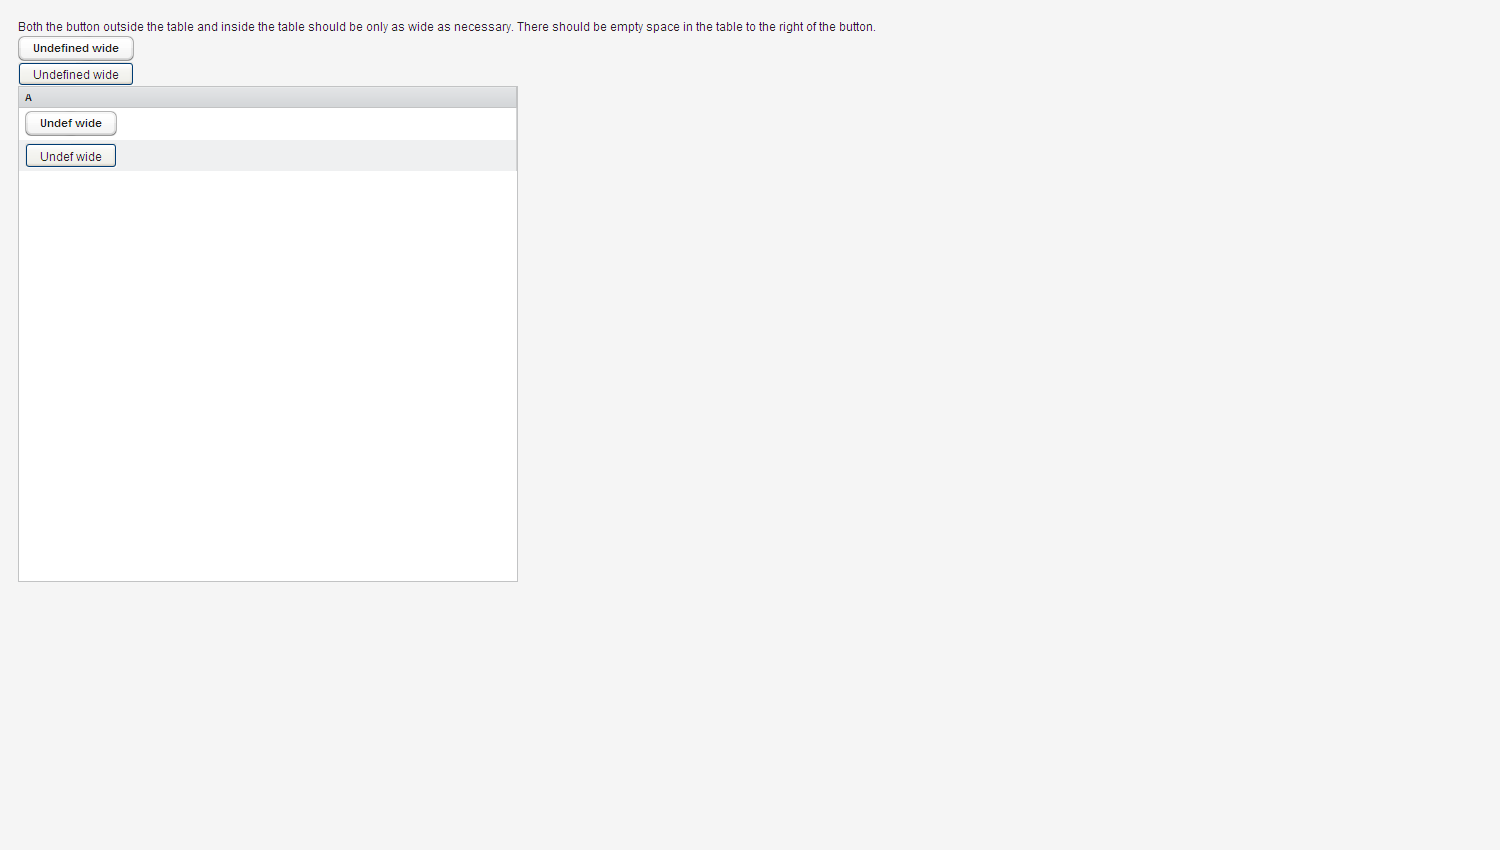 Both the button outside the table and inside the table should be only as wide as necessary. There should be empty space in the table to the right of the button.
Undefined wide
Undefined wide
A
Undef wide
Undef wide